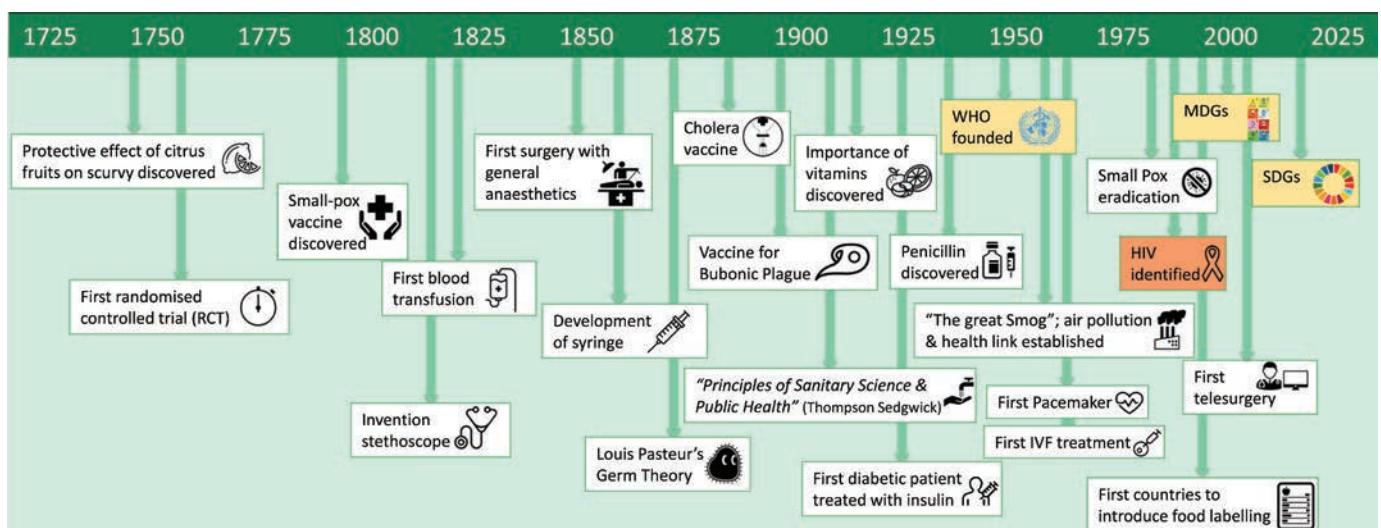 1725 1750 1775 1800 1825 1850 1875 1900 1925 1950 1975 2000 2025
Protective effect of citrus
fruits on scurvy discovered
First randomised
controlled trial (RCT)
Small-pox
vaccine
discovered
First blood
transfusion
Invention
stethoscope
First surgery with
general
anaesthetics
Development
of syringe
Louis Pasteur's
Germ Theory
Cholera
vaccine
Vaccine for
Bubonic Plague
"Principles of Sanitary Science &
Public Health" (Thompson Sedgwick)
Importance of
vitamins
discovered
First diabetic patient
treated with insulin
Penicillin
discovered
WHO
founded
"The great Smog"; air pollution
& health link established
First Pacemaker
First IVF treatment
Small Pox
eradication
HIV
identified
First countries to
introduce food labelling
MDGs
First
telesurgery
SDGs